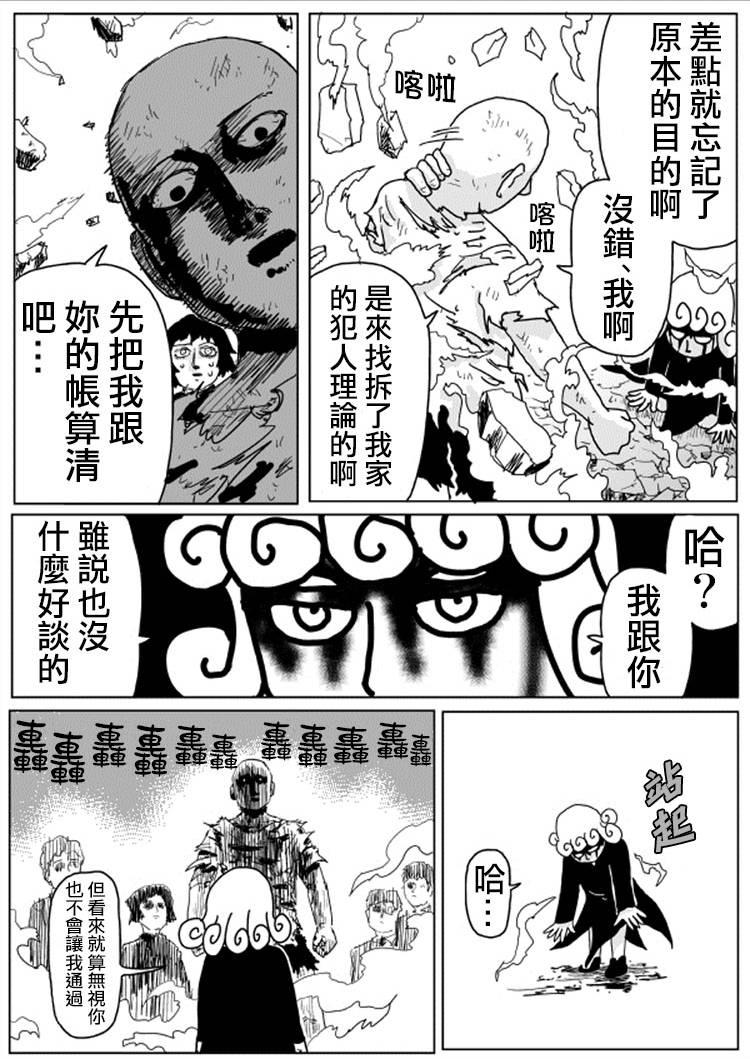 差點就忘記了
原本的目的啊
沒錯、我啊
喀啦
喀啦
是來找拆了我家
的犯人理論的啊
先把我跟
妳的帳算清
吧…
哈?
我跟你
雖說也沒
什麼好談的
站起
哈…
轟轟轟轟轟轟轟轟轟轟轟
但看來就算無視你
也不會讓我通過